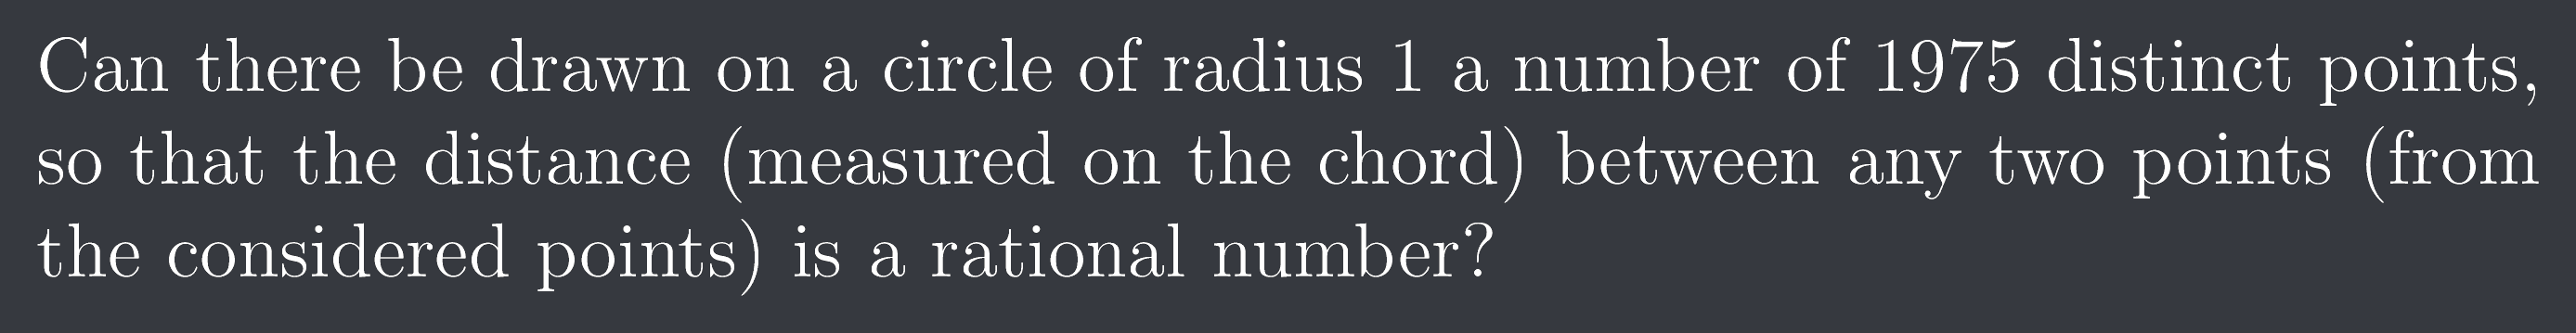 Can there be drawn on a circle of radius 1 a number of 1975 distinct points,
so that the distance (measured on the chord) between any two points (from
the considered points) is a rational number?